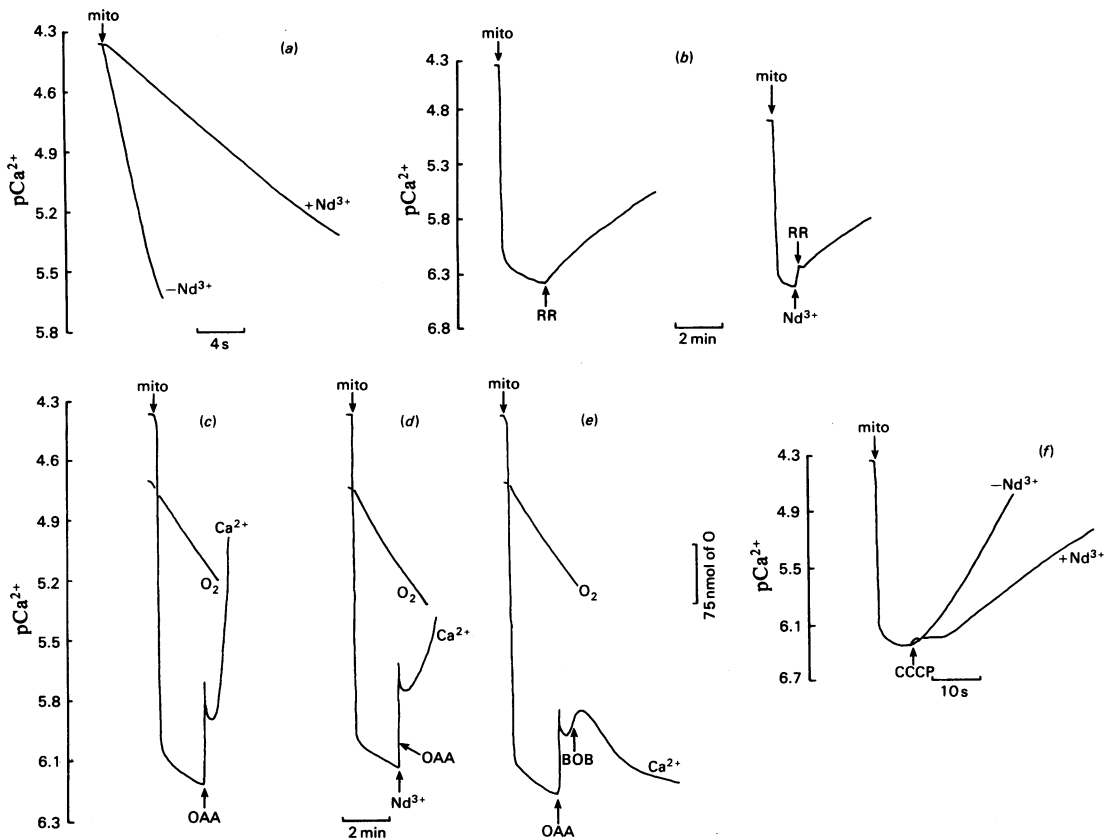 mito
4.3
4.6
4.9
5.2
5.5
5.8
pCa²⁺
(a)
+Nd³⁺
−Nd³⁺
4 s
mito
4.3
4.8
5.3
5.8
6.3
6.8
pCa²⁺
(b)
RR
2 min
mito
RR
Nd³⁺
mito
4.3
4.6
4.9
5.2
5.5
5.8
6.1
6.3
pCa²⁺
(c)
Ca²⁺
O₂
OAA
mito
(d)
O₂
Ca²⁺
OAA
Nd³⁺
2 min
mito
(e)
O₂
BOB
Ca²⁺
OAA
75 nmol of O
mito
4.3
4.9
5.5
6.1
6.7
pCa²⁺
(f)
−Nd³⁺
+Nd³⁺
CCCP
10 s